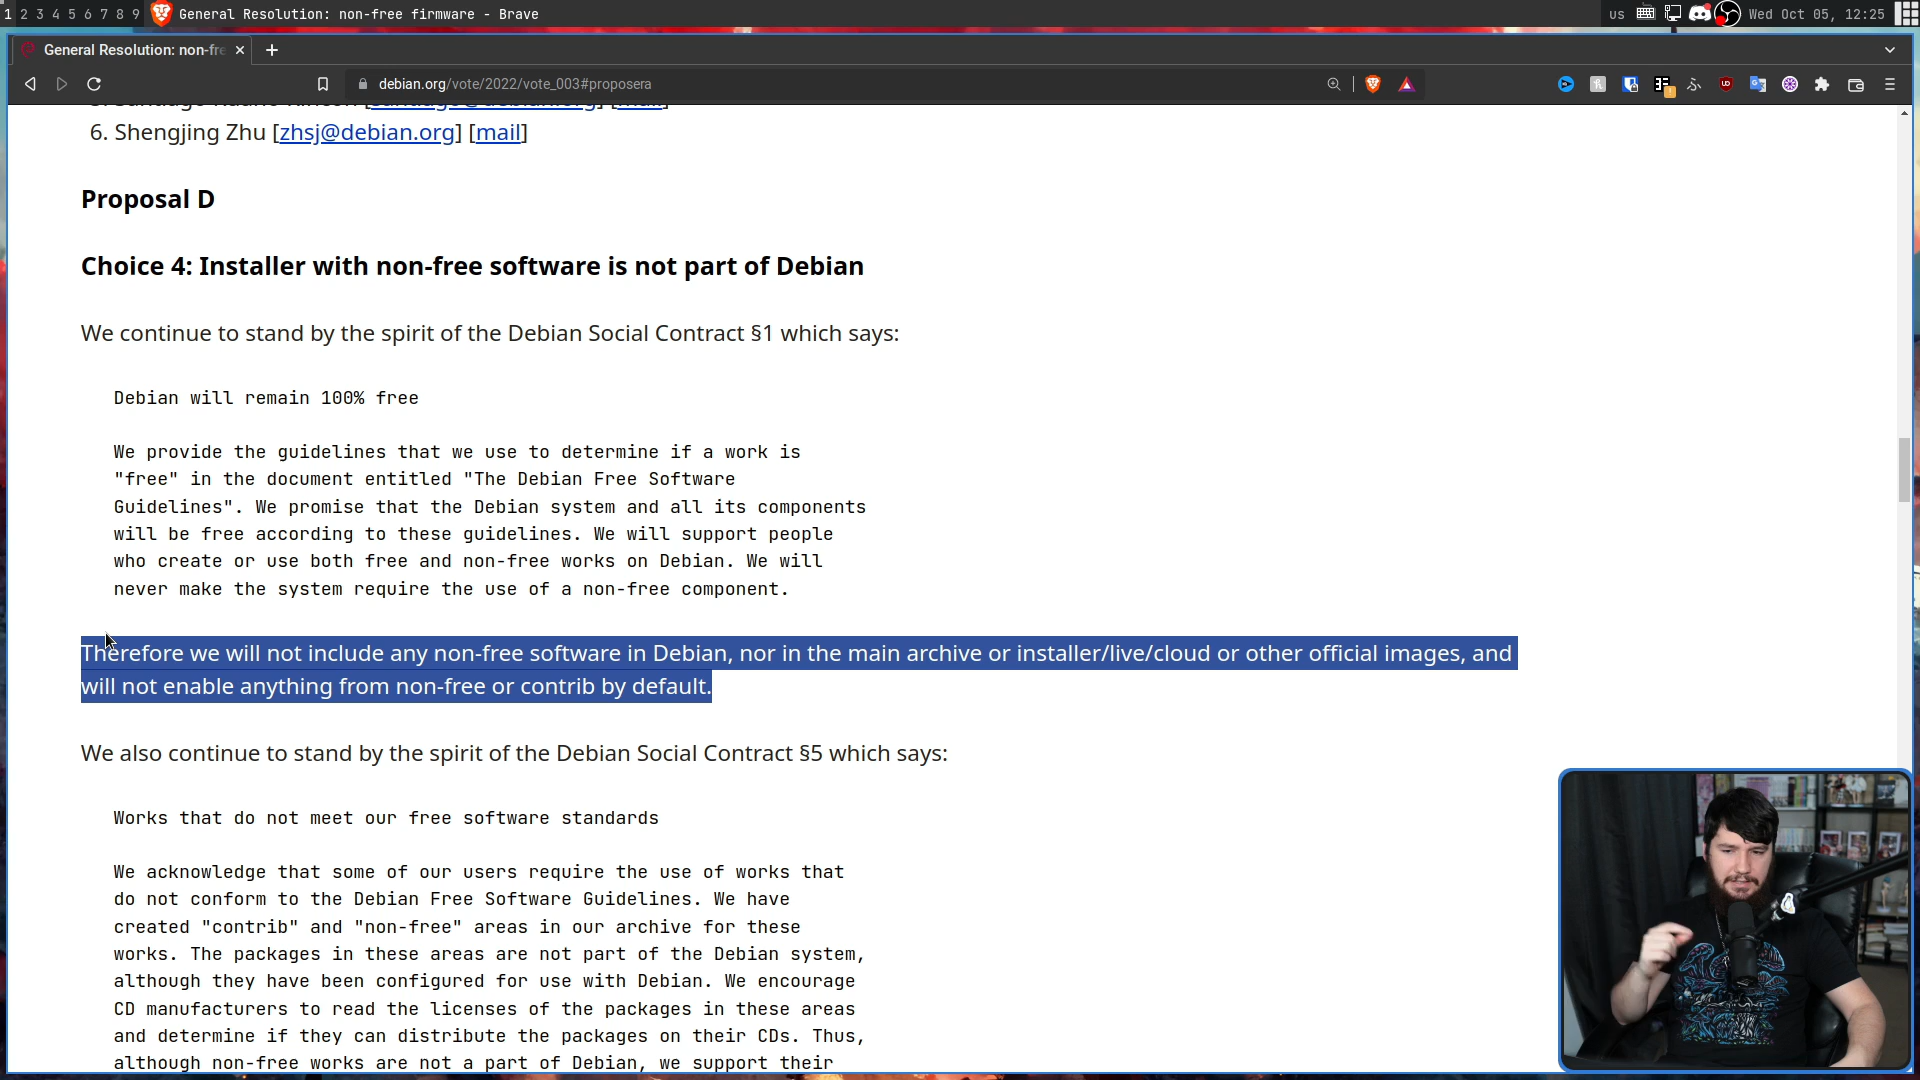 1 2 3 4 5 6 7 8 9 General Resolution: non-free firmware - Brave us Wed Oct 05, 12:25
General Resolution: non-fre
debian.org/vote/2022/vote_003#proposera
6. Shengjing Zhu [zhsj@debian.org] [mail]
Proposal D
Choice 4: Installer with non-free software is not part of Debian
We continue to stand by the spirit of the Debian Social Contract §1 which says:
Debian will remain 100% free
We provide the guidelines that we use to determine if a work is
"free" in the document entitled "The Debian Free Software
Guidelines". We promise that the Debian system and all its components
will be free according to these guidelines. We will support people
who create or use both free and non-free works on Debian. We will
never make the system require the use of a non-free component.
Therefore we will not include any non-free software in Debian, nor in the main archive or installer/live/cloud or other official images, and
will not enable anything from non-free or contrib by default.
We also continue to stand by the spirit of the Debian Social Contract §5 which says:
Works that do not meet our free software standards
We acknowledge that some of our users require the use of works that
do not conform to the Debian Free Software Guidelines. We have
created "contrib" and "non-free" areas in our archive for these
works. The packages in these areas are not part of the Debian system,
although they have been configured for use with Debian. We encourage
CD manufacturers to read the licenses of the packages in these areas
and determine if they can distribute the packages on their CDs. Thus,
although non-free works are not a part of Debian, we support their